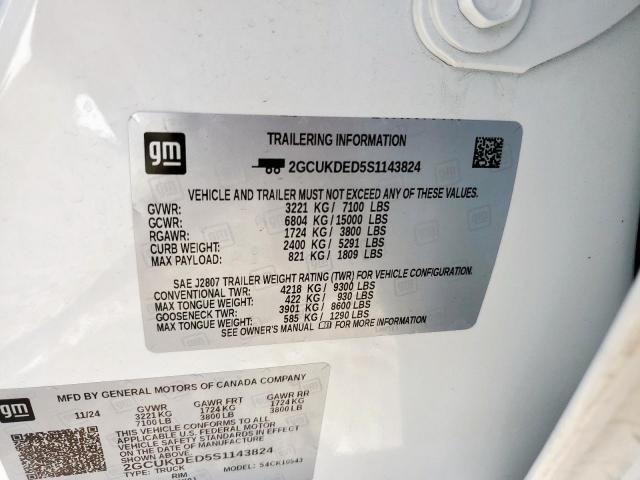 gm
TRAILERING INFORMATION
2GCUKDED5S1143824
VEHICLE AND TRAILER MUST NOT EXCEED ANY OF THESE VALUES.
GVWR: 3221 KG / 7100 LBS
GCWR: 6804 KG / 15000 LBS
RGAWR: 1724 KG / 3800 LBS
CURB WEIGHT: 2400 KG / 5291 LBS
MAX PAYLOAD: 821 KG / 1809 LBS
SAE J2807 TRAILER WEIGHT RATING (TWR) FOR VEHICLE CONFIGURATION.
CONVENTIONAL TWR: 4218 KG / 9300 LBS
MAX TONGUE WEIGHT: 422 KG / 930 LBS
GOOSENECK TWR: 3901 KG / 8600 LBS
MAX TONGUE WEIGHT: 585 KG / 1290 LBS
SEE OWNER'S MANUAL FOR MORE INFORMATION
gm
MFD BY GENERAL MOTORS OF CANADA COMPANY
11/24 GVWR GAWR FRT GAWR RR
3221 KG 1724 KG 1724 KG
7100 LB 3800 LB 3800 LB
THIS VEHICLE CONFORMS TO ALL
APPLICABLE U.S. FEDERAL MOTOR
VEHICLE SAFETY STANDARDS IN EFFECT
ON THE DATE OF MANUFACTURE
2GCUKDED5S1143824
TYPE: TRUCK MODEL: 54CK10543
RIM